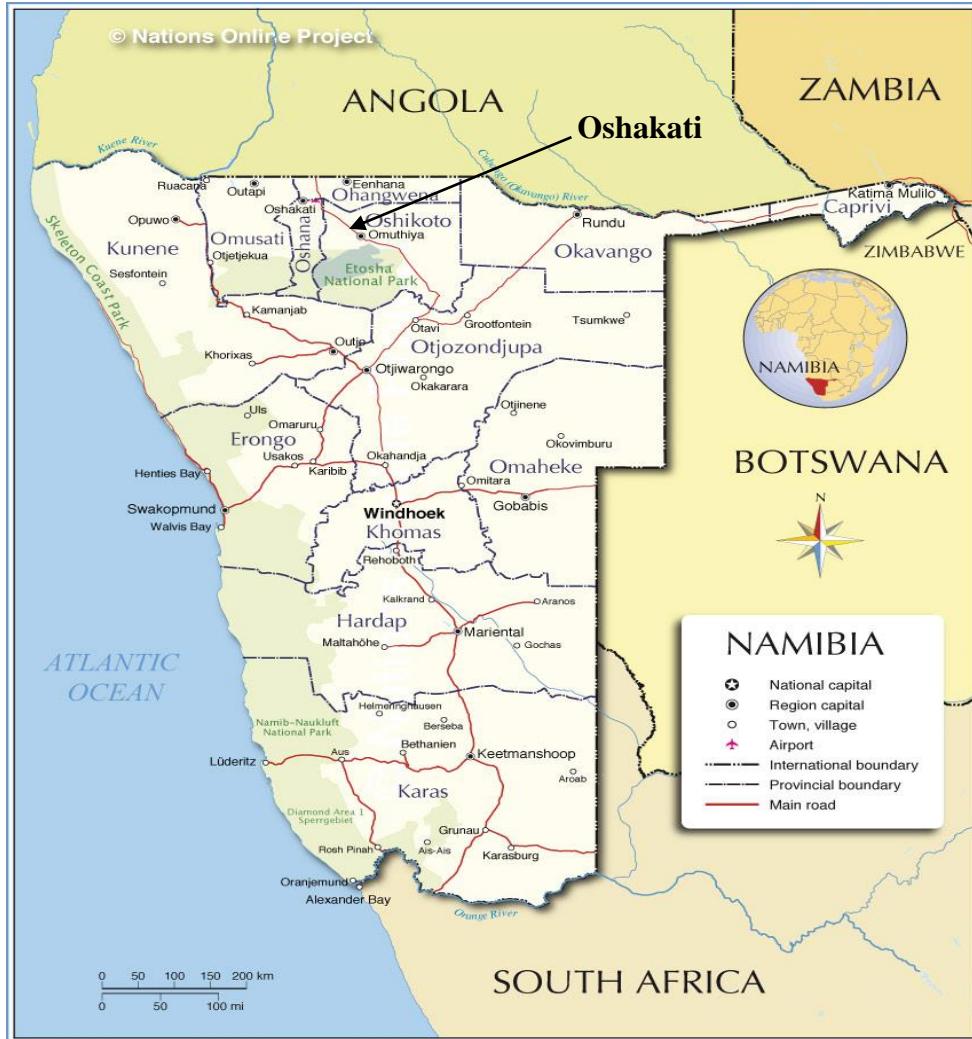 © Nations Online Project
ANGOLA
ZAMBIA
Oshakati
Kuene River
Cubango (Okavango) River
Ruacana
Outapi
Eenhana
Ohangwena
Katima Mulilo
Caprivi
Oshakati
Opuwo
Oshikoto
Omuthiya
Rundu
Kunene
Omusati
Oshana
Okavango
ZIMBABWE
Skeleton Coast Park
Otjetjekua
Sesfontein
Etosha
National Park
Kamanjab
Otavi
Grootfontein
Tsumkwe
Outjo
Otjozondjupa
Khorixas
Otjiwarongo
Okakarara
NAMIBIA
Uls
Otjinene
Omaruru
Erongo
Okovimburu
Usakos
Karibib
Okahandja
Omaheke
BOTSWANA
Henties Bay
Omitara
Swakopmund
Windhoek
Gobabis
N
Walvis Bay
Khomas
Rehoboth
Kalkrand
Aranos
Hardap
Mariental
Maltahöhe
Gochas
ATLANTIC
OCEAN
Helmeringhausen
Berseba
Namib-Naukluft
National Park
Bethanien
Keetmanshoop
Lüderitz
Aus
Aroab
Karas
Diamond Area 1
Sperrgebiet
Grunau
Rosh Pinah
Ais-Ais
Karasburg
Oranjemund
Alexander Bay
Orange River
SOUTH AFRICA
NAMIBIA
National capital
Region capital
Town, village
Airport
International boundary
Provincial boundary
Main road
0 50 100 150 200 km
0 50 100 mi